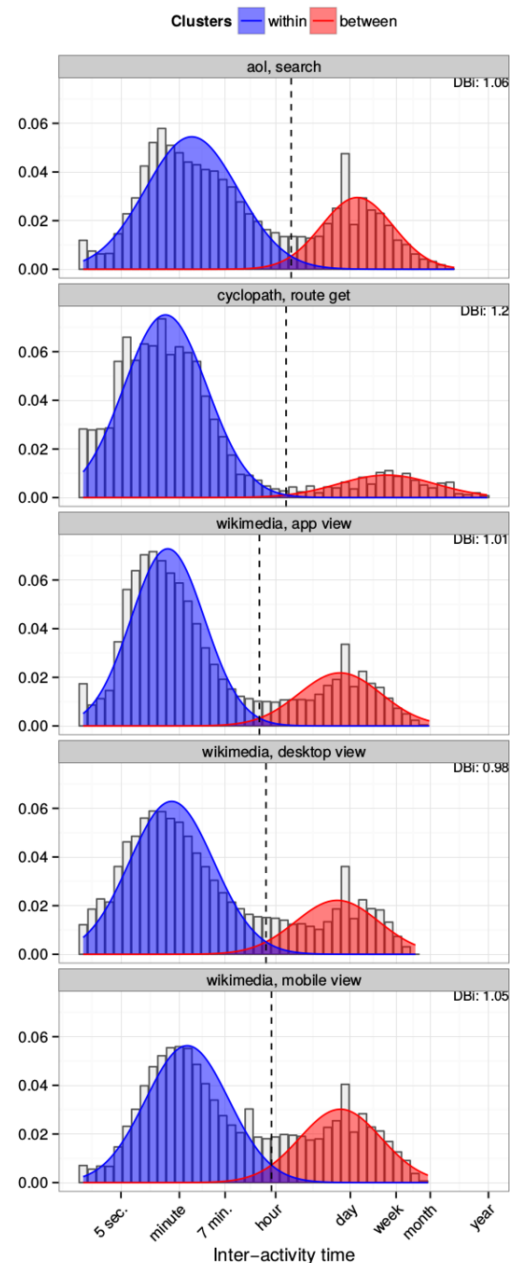 Clusters within between
aol, search
DBi: 1.06
0.06
0.04
0.02
0.00
cyclopath, route get
DBi: 1.2
0.06
0.04
0.02
0.00
wikimedia, app view
DBi: 1.01
0.06
0.04
0.02
0.00
wikimedia, desktop view
DBi: 0.98
0.06
0.04
0.02
0.00
wikimedia, mobile view
DBi: 1.05
0.06
0.04
0.02
0.00
5 sec. minute 7 min. hour day week month year
Inter−activity time